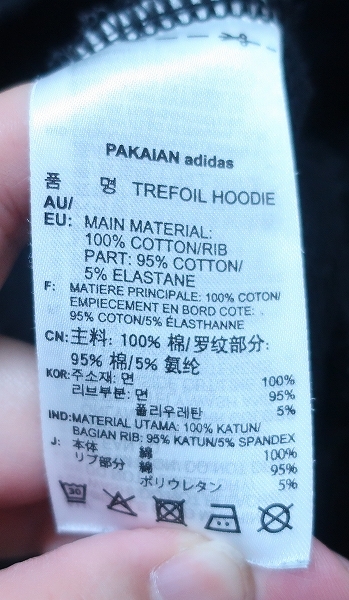 PAKAIAN adidas
품 명 TREFOIL HOODIE
AU/
EU: MAIN MATERIAL:
100% COTTON/RIB
PART: 95% COTTON/
5% ELASTANE
F: MATIERE PRINCIPALE: 100% COTON/
EMPIECEMENT EN BORD COTE:
95% COTON/5% ÉLASTHANNE
CN: 主料: 100% 棉/罗纹部分:
95% 棉/5% 氨纶
KOR: 주소재: 면 100%
리브부분: 면 95%
폴리우레탄 5%
IND: MATERIAL UTAMA: 100% KATUN/
BAGIAN RIB: 95% KATUN/5% SPANDEX
J: 本体 綿 100%
リブ部分 綿 95%
ポリウレタン 5%
30